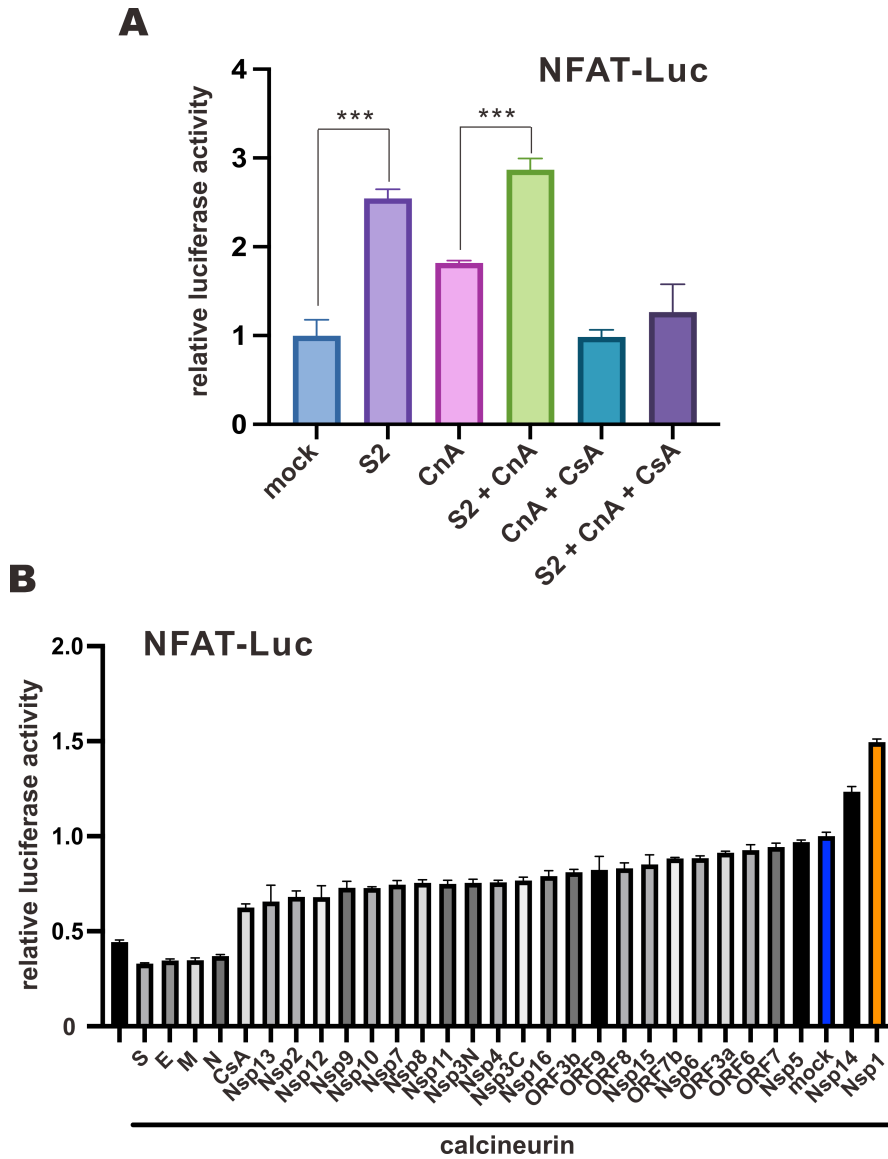 A
NFAT-Luc
relative luciferase activity
4
3
2
1
0
***
***
mock
S2
CnA
S2 + CnA
CnA + CsA
S2 + CnA + CsA
B
NFAT-Luc
relative luciferase activity
2.0
1.5
1.0
0.5
0
S
E
M
N
CsA
Nsp13
Nsp2
Nsp12
Nsp9
Nsp10
Nsp7
Nsp8
Nsp11
Nsp3N
Nsp4
Nsp3C
Nsp16
ORF3b
ORF9
ORF8
Nsp15
ORF7b
Nsp6
ORF3a
ORF6
ORF7
Nsp5
mock
Nsp14
Nsp1
calcineurin